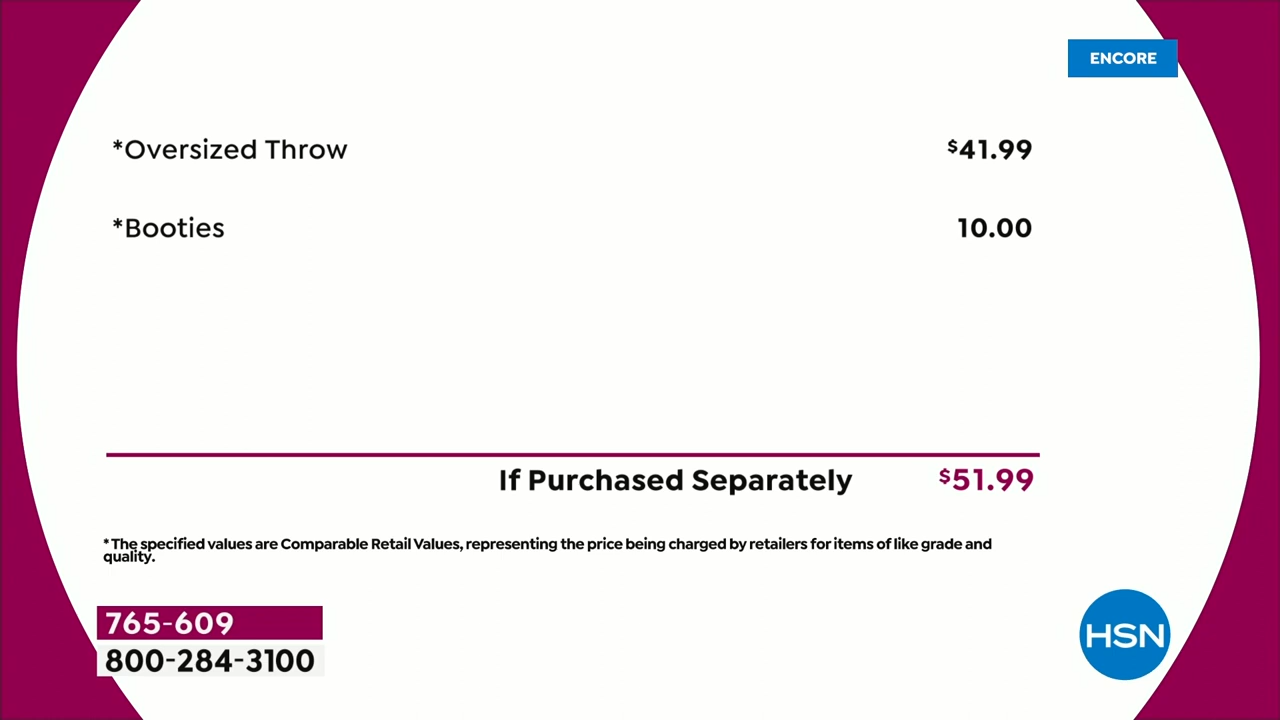 ENCORE
*Oversized Throw $41.99
*Booties 10.00
If Purchased Separately $51.99
*The specified values are Comparable Retail Values, representing the price being charged by retailers for items of like grade and
quality.
765-609
800-284-3100
HSN